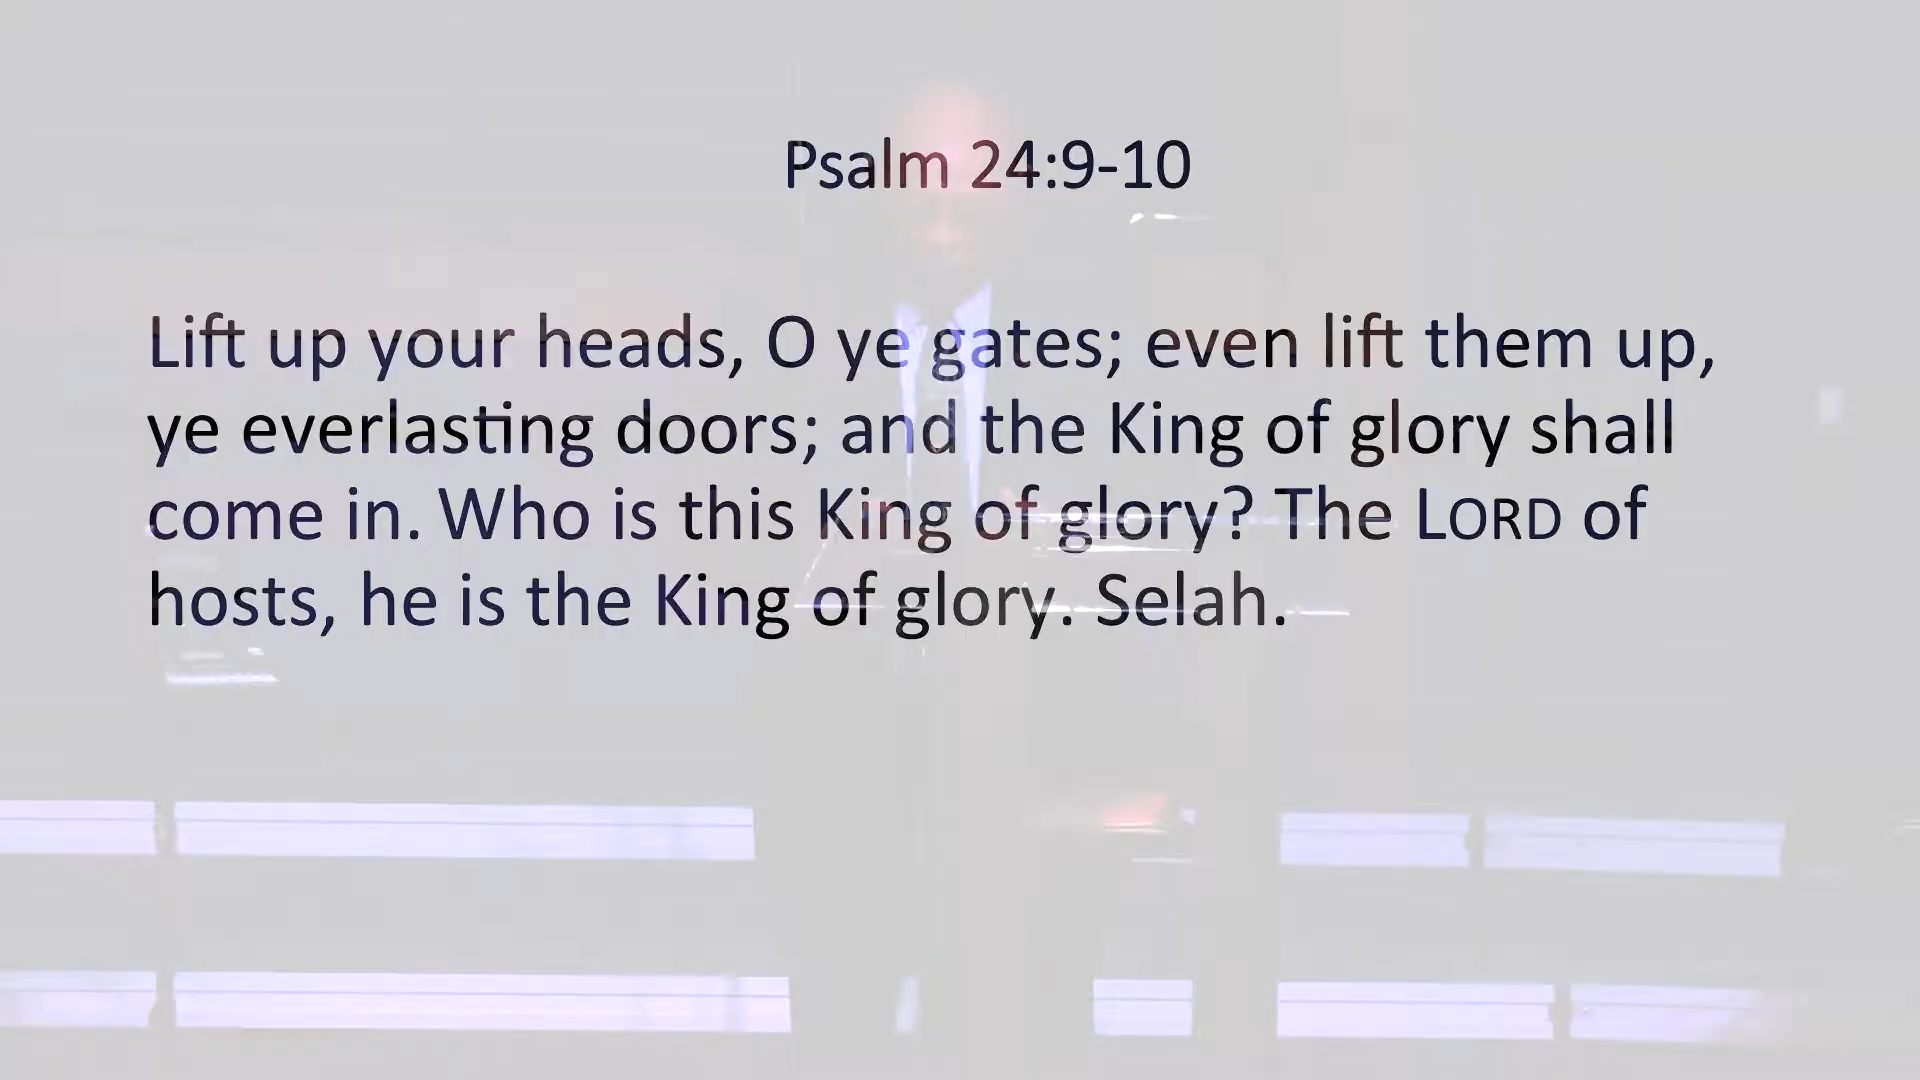 Psalm 24:9-10
Lift up your heads, O ye gates; even lift them up,
ye everlasting doors; and the King of glory shall
come in. Who is this King of glory? The LORD of
hosts, he is the King of glory. Selah.